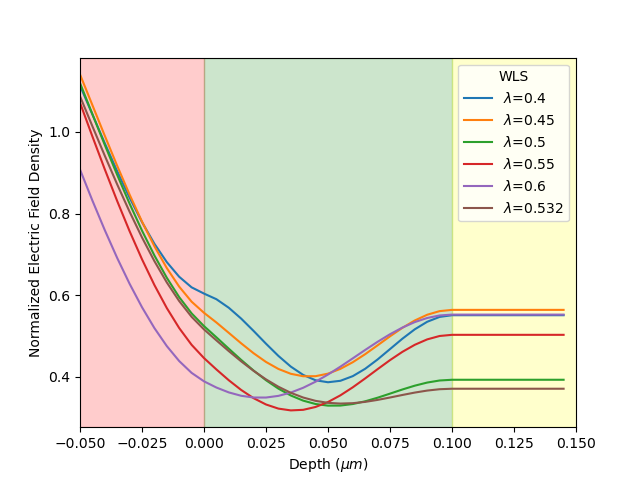 WLS
λ=0.4
λ=0.45
λ=0.5
λ=0.55
λ=0.6
λ=0.532
Normalized Electric Field Density
1.0
0.8
0.6
0.4
−0.050 −0.025 0.000 0.025 0.050 0.075 0.100 0.125 0.150
Depth (μm)